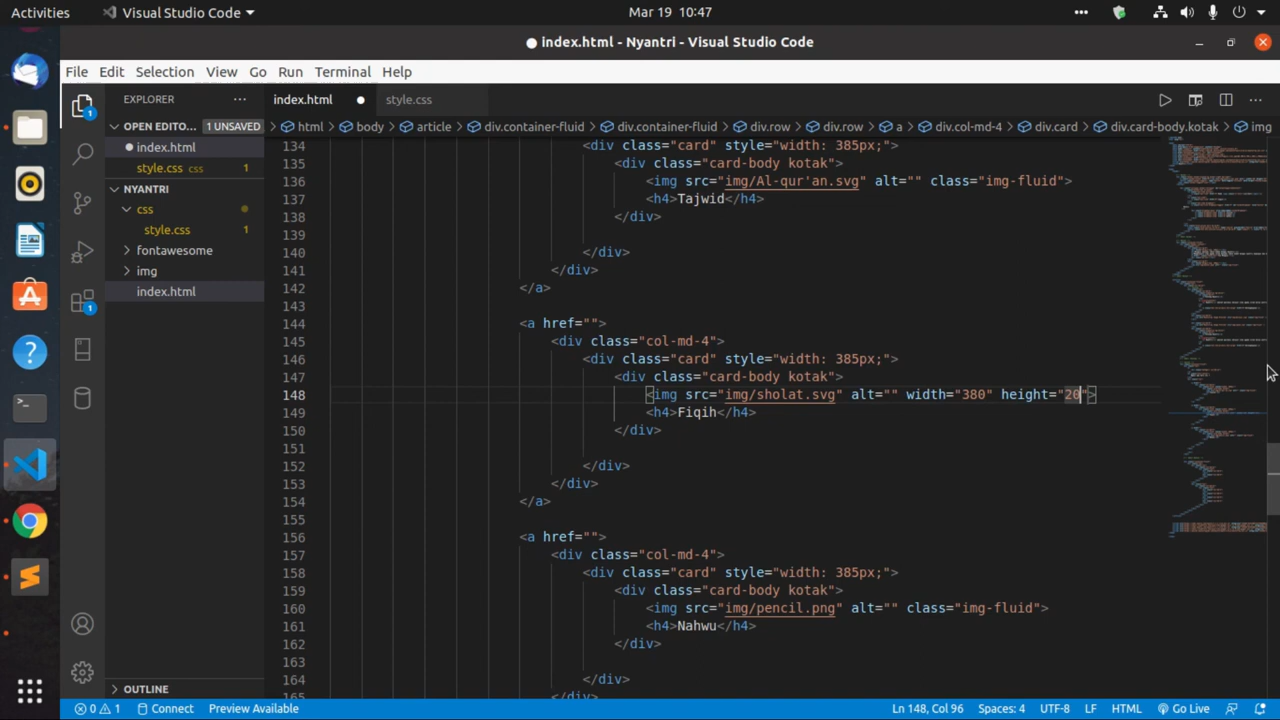 Activities
Visual Studio Code
Mar 19 10:47
● index.html - Nyantri - Visual Studio Code
File Edit Selection View Go Run Terminal Help
EXPLORER
index.html
style.css
OPEN EDITO... 1 UNSAVED
html > body > article > div.container-fluid > div.container-fluid > div.row > div.row > a > div.col-md-4 > div.card > div.card-body.kotak > img
index.html
style.css css 1
NYANTRI
css
style.css 1
fontawesome
img
index.html
134 <div class="card" style="width: 385px;">
135 <div class="card-body kotak">
136 <img src="img/Al-qur'an.svg" alt="" class="img-fluid">
137 <h4>Tajwid</h4>
138 </div>
139
140 </div>
141 </div>
142 </a>
143
144 <a href="">
145 <div class="col-md-4">
146 <div class="card" style="width: 385px;">
147 <div class="card-body kotak">
148 <img src="img/sholat.svg" alt="" width="380" height="20">
149 <h4>Fiqih</h4>
150 </div>
151
152 </div>
153 </div>
154 </a>
155
156 <a href="">
157 <div class="col-md-4">
158 <div class="card" style="width: 385px;">
159 <div class="card-body kotak">
160 <img src="img/pencil.png" alt="" class="img-fluid">
161 <h4>Nahwu</h4>
162 </div>
163
164 </div>
165 </div>
OUTLINE
0 1 Connect Preview Available
Ln 148, Col 96 Spaces: 4 UTF-8 LF HTML Go Live